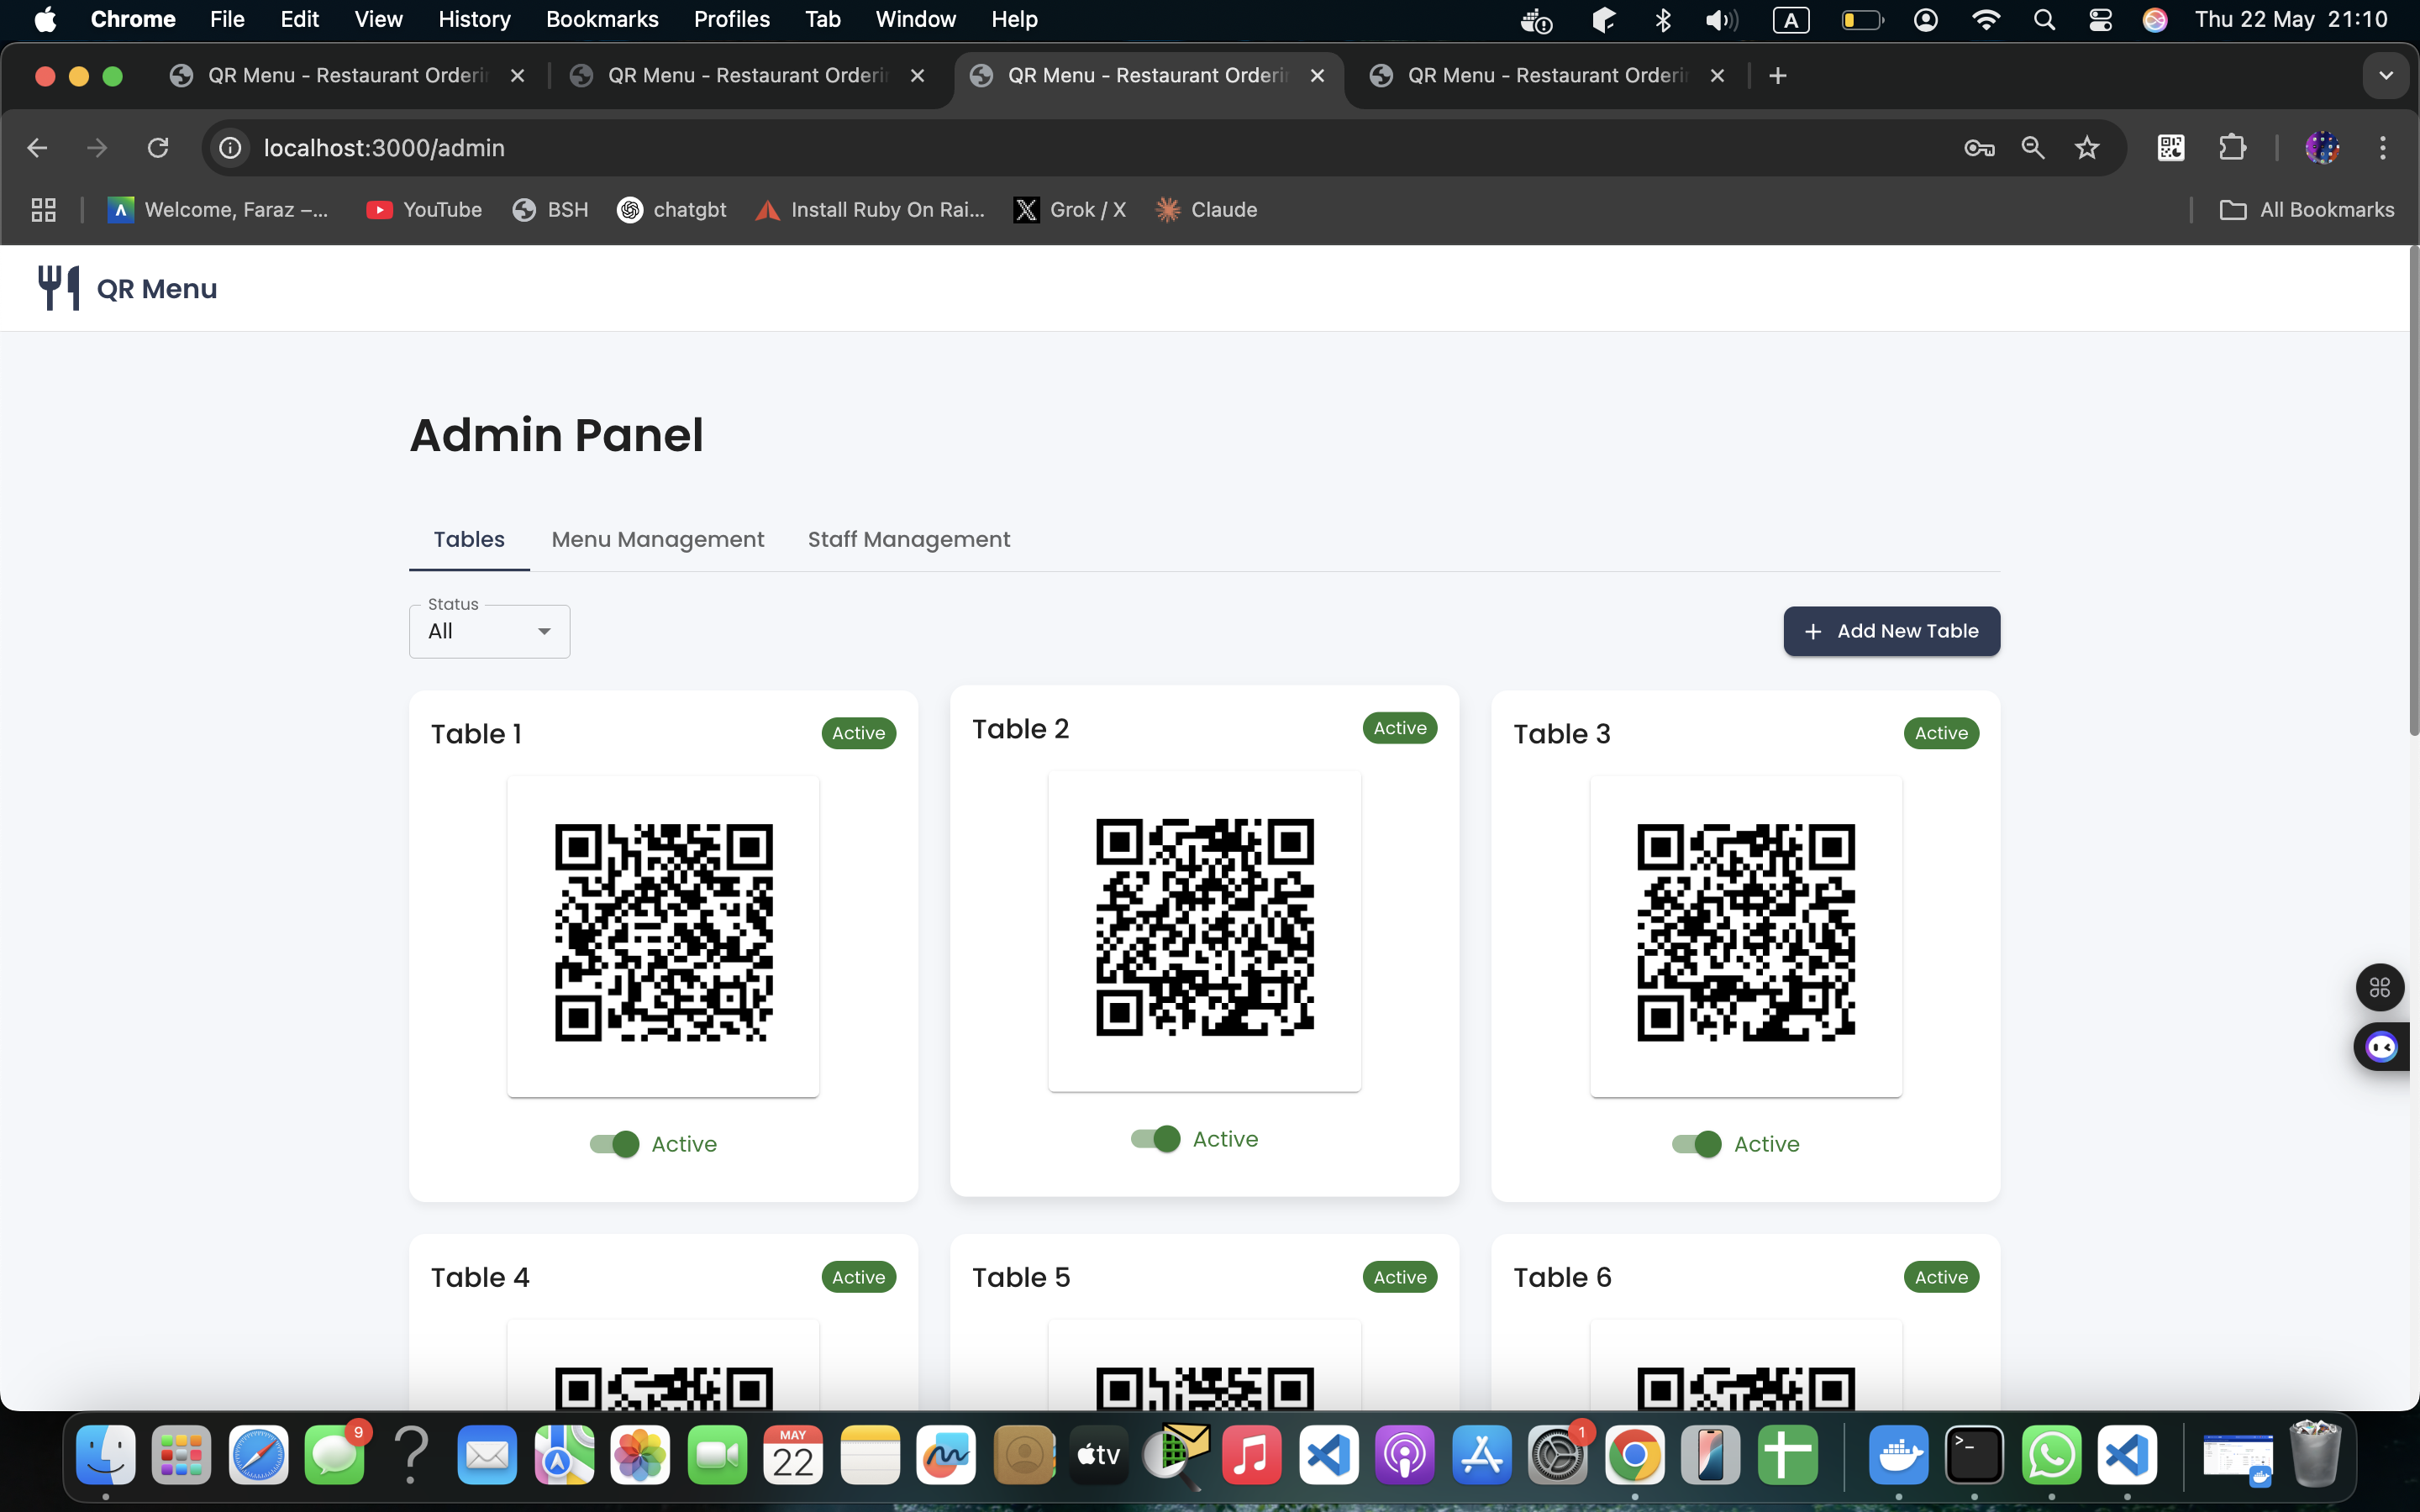 Chrome File Edit View History Bookmarks Profiles Tab Window Help A Thu 22 May 21:10
QR Menu - Restaurant Orderin QR Menu - Restaurant Orderin QR Menu - Restaurant Orderin QR Menu - Restaurant Orderin
localhost:3000/admin
Welcome, Faraz –... YouTube BSH chatgbt Install Ruby On Rai... Grok / X Claude All Bookmarks
QR Menu
Admin Panel
Tables Menu Management Staff Management
Status
All
+ Add New Table
Table 1 Active
Table 2 Active
Table 3 Active
Active
Active
Active
Table 4 Active
Table 5 Active
Table 6 Active
9
MAY
22
tv
1